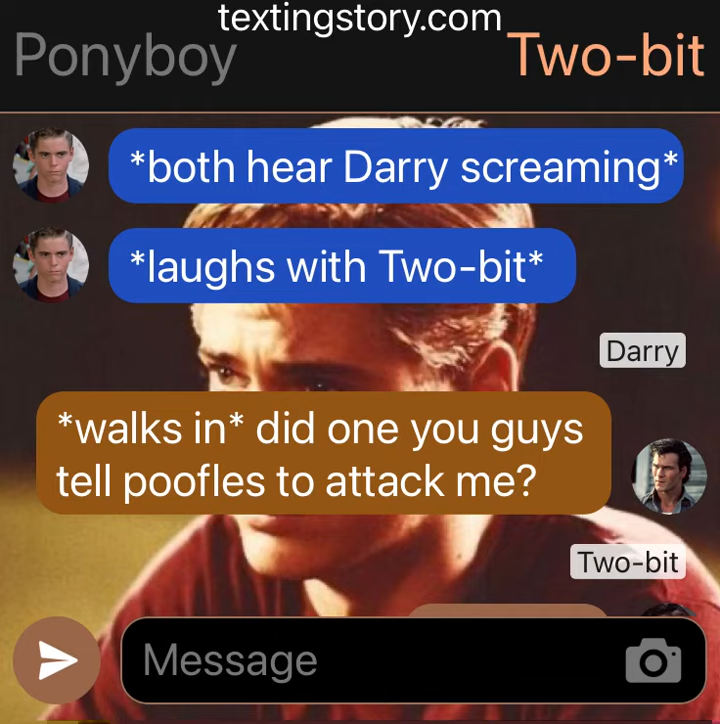 textingstory.com
Ponyboy
Two-bit
*both hear Darry screaming*
*laughs with Two-bit*
Darry
*walks in* did one you guys
tell poofles to attack me?
Two-bit
Message